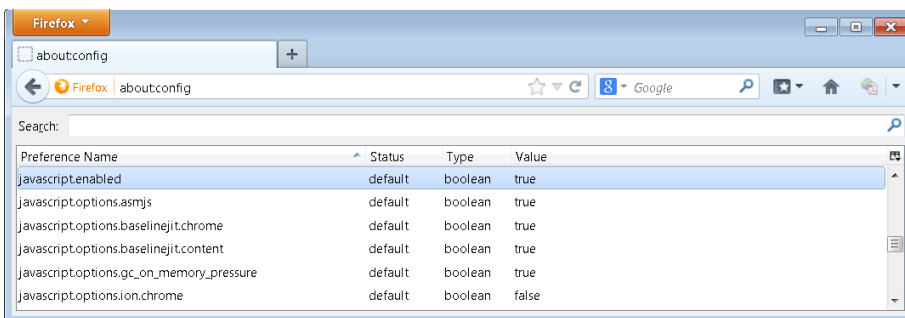 Firefox
about:config
Firefox about:config Google
Search:
Preference Name Status Type Value
javascript.enabled default boolean true
javascript.options.asmjs default boolean true
javascript.options.baselinejit.chrome default boolean true
javascript.options.baselinejit.content default boolean true
javascript.options.gc_on_memory_pressure default boolean true
javascript.options.ion.chrome default boolean false